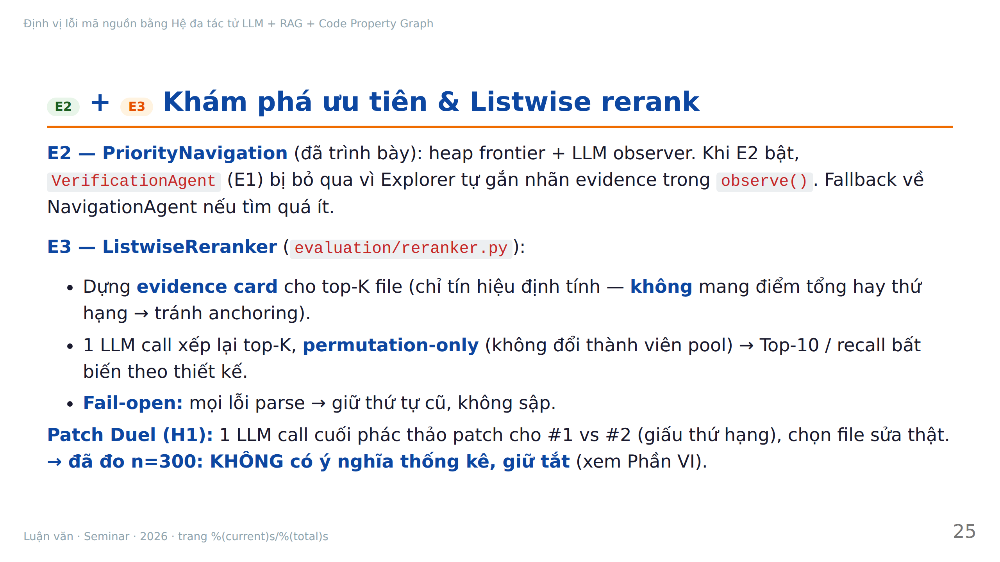 Định vị lỗi mã nguồn bằng Hệ đa tác tử LLM + RAG + Code Property Graph
E2 + E3 Khám phá ưu tiên & Listwise rerank
E2 — PriorityNavigation (đã trình bày): heap frontier + LLM observer. Khi E2 bật,
VerificationAgent (E1) bị bỏ qua vì Explorer tự gắn nhãn evidence trong observe(). Fallback về
NavigationAgent nếu tìm quá ít.
E3 — ListwiseReranker (evaluation/reranker.py):
• Dựng evidence card cho top-K file (chỉ tín hiệu định tính — không mang điểm tổng hay thứ
hạng → tránh anchoring).
• 1 LLM call xếp lại top-K, permutation-only (không đổi thành viên pool) → Top-10 / recall bất
biến theo thiết kế.
• Fail-open: mọi lỗi parse → giữ thứ tự cũ, không sập.
Patch Duel (H1): 1 LLM call cuối phác thảo patch cho #1 vs #2 (giấu thứ hạng), chọn file sửa thật.
→ đã đo n=300: KHÔNG có ý nghĩa thống kê, giữ tắt (xem Phần VI).
Luận văn · Seminar · 2026 · trang %(current)s/%(total)s
25